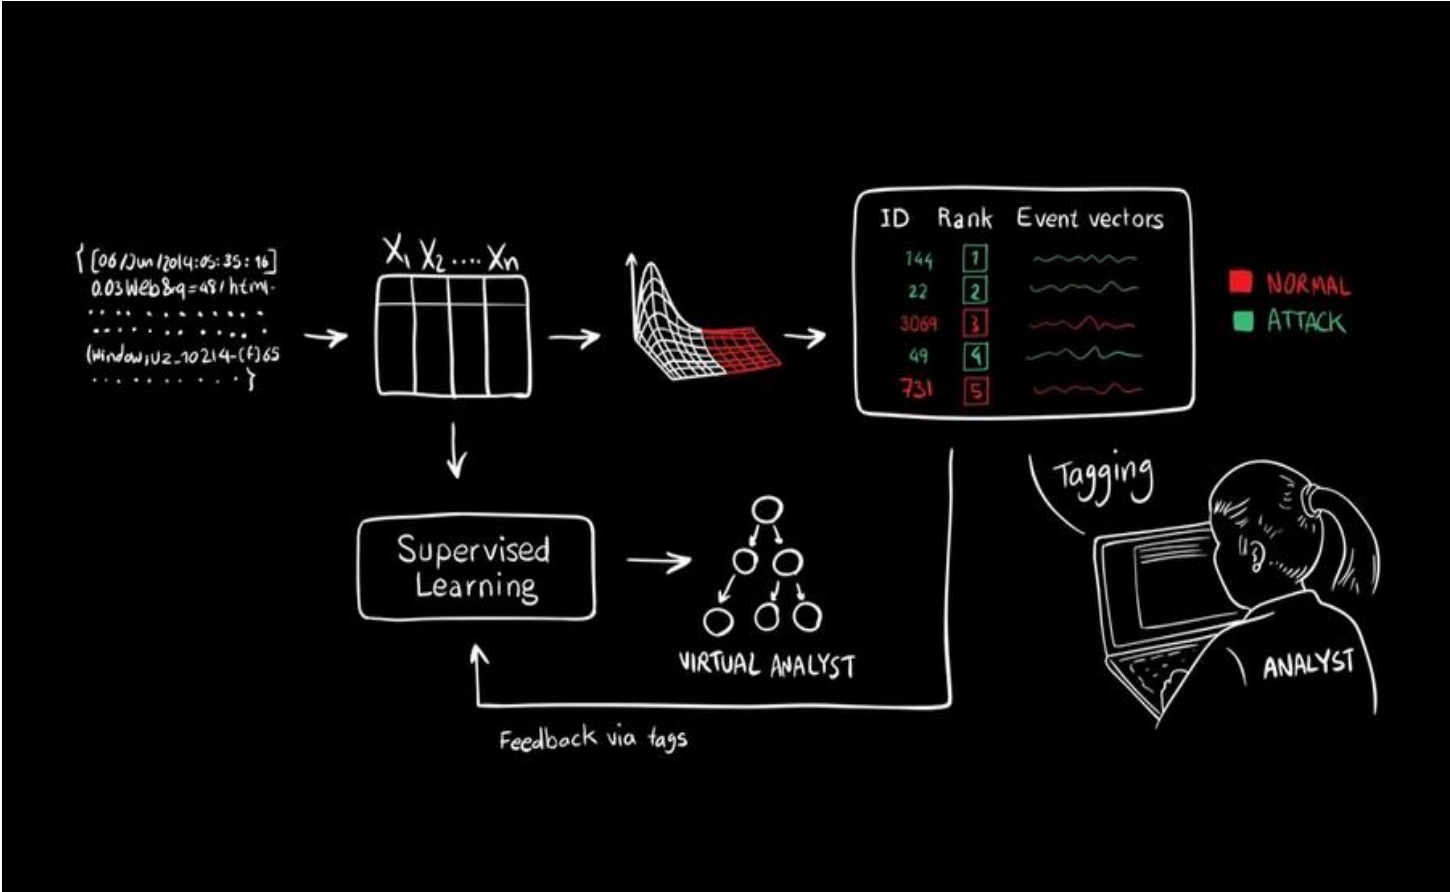 {[06/Jun/2014:05:35:16]
0.03Web&q=48/html-
(Window;U2_10214-(f)65
}
X1 X2 .... Xn
ID Rank Event vectors
144 1
22 2
3069 3
49 4
731 5
NORMAL
ATTACK
Tagging
Supervised
Learning
VIRTUAL ANALYST
ANALYST
Feedback via tags